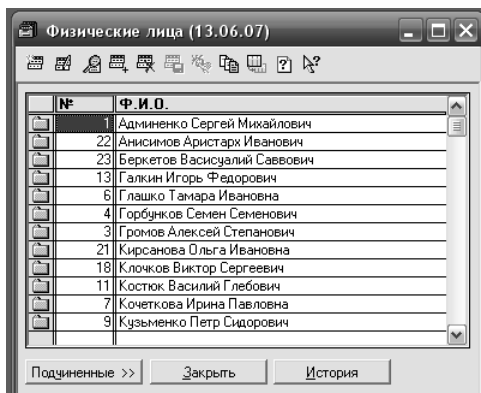 Физические лица (13.06.07)
№ Ф.И.О.
1 Админенко Сергей Михайлович
22 Анисимов Аристарх Иванович
23 Беркетов Васисуалий Саввович
13 Галкин Игорь Федорович
6 Глашко Тамара Ивановна
4 Горбунков Семен Семенович
3 Громов Алексей Степанович
21 Кирсанова Ольга Ивановна
18 Клочков Виктор Сергеевич
11 Костюк Василий Глебович
7 Кочеткова Ирина Павловна
9 Кузьменко Петр Сидорович
Подчиненные >> Закрыть История